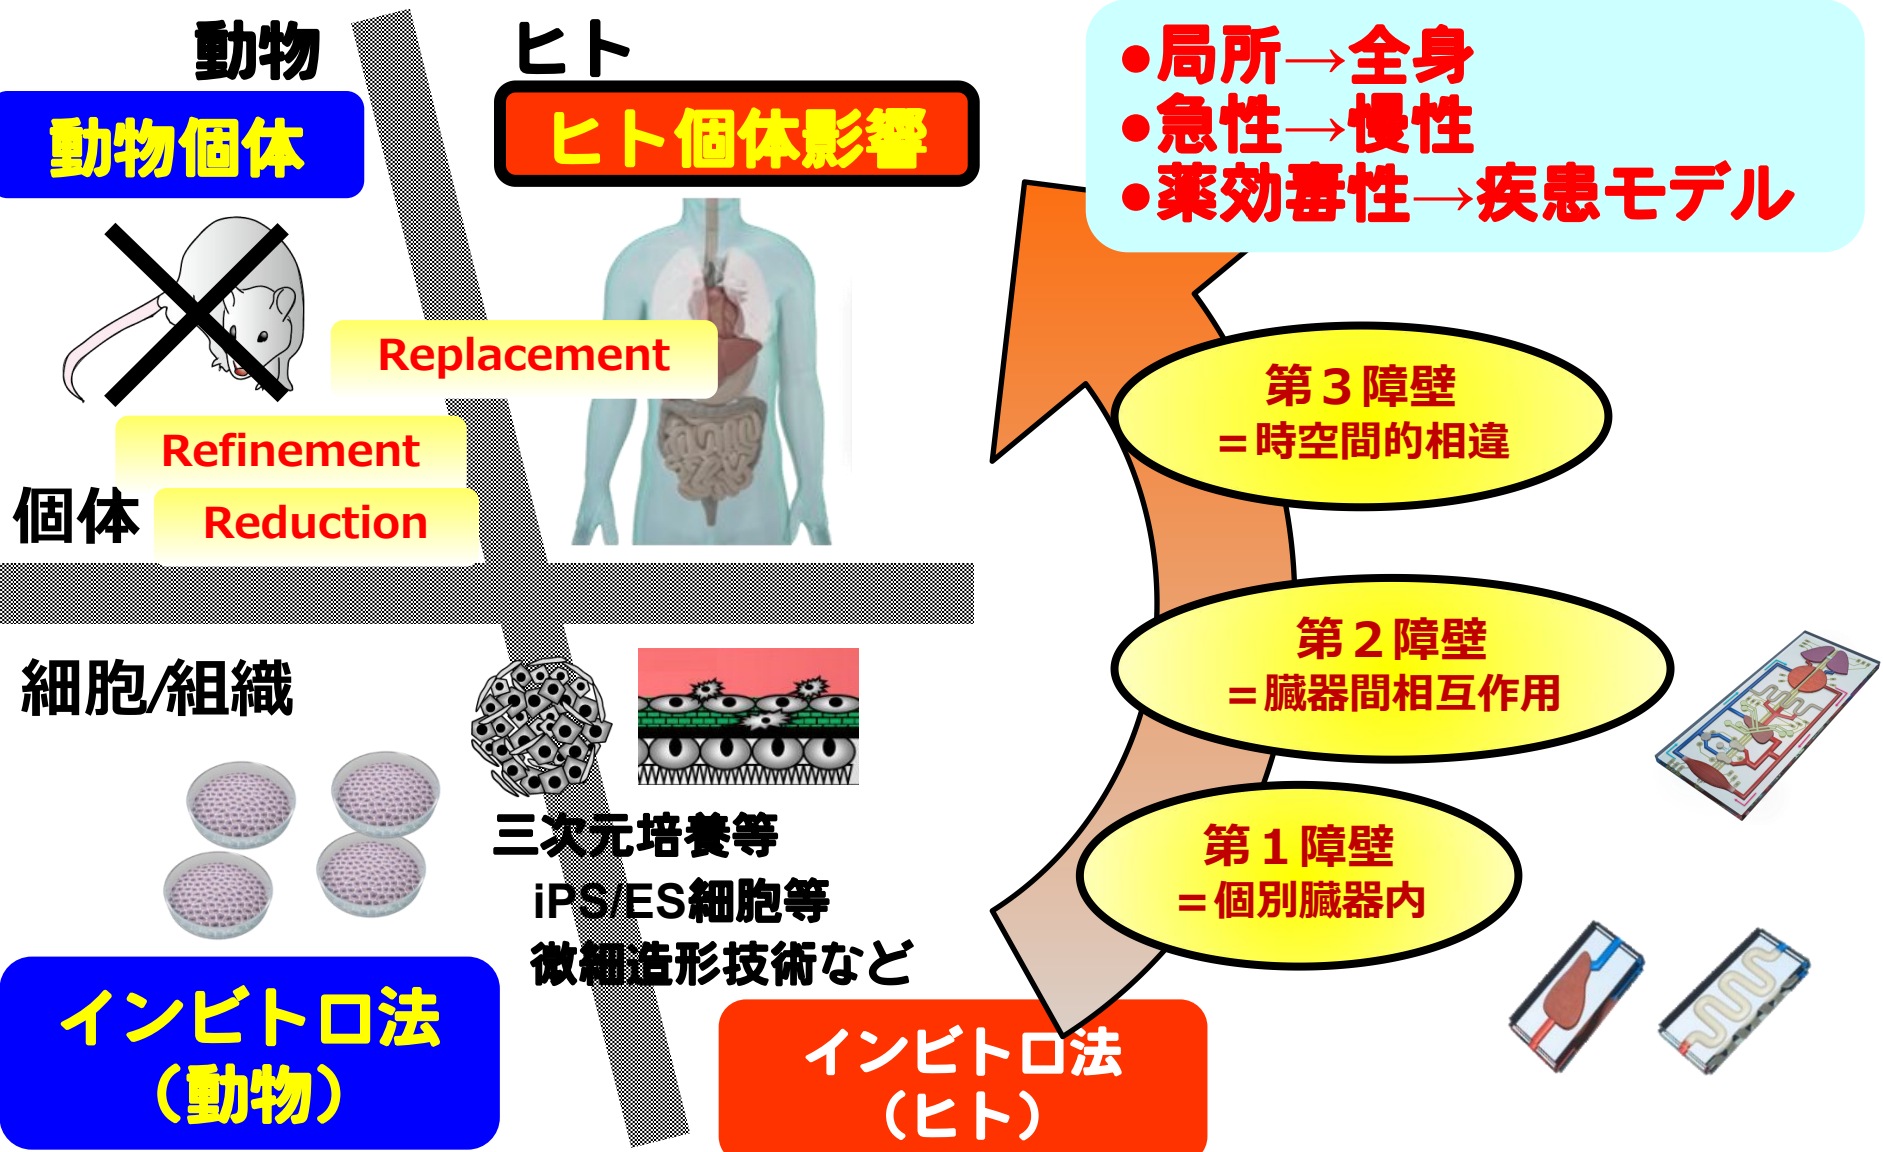 動物
ヒト
動物個体
ヒト個体影響
●局所→全身
●急性→慢性
●薬効毒性→疾患モデル
Replacement
Refinement
個体
Reduction
第３障壁
＝時空間的相違
細胞/組織
第２障壁
＝臓器間相互作用
三次元培養等
iPS/ES細胞等
微細造形技術など
第１障壁
＝個別臓器内
インビトロ法
（動物）
インビトロ法
（ヒト）